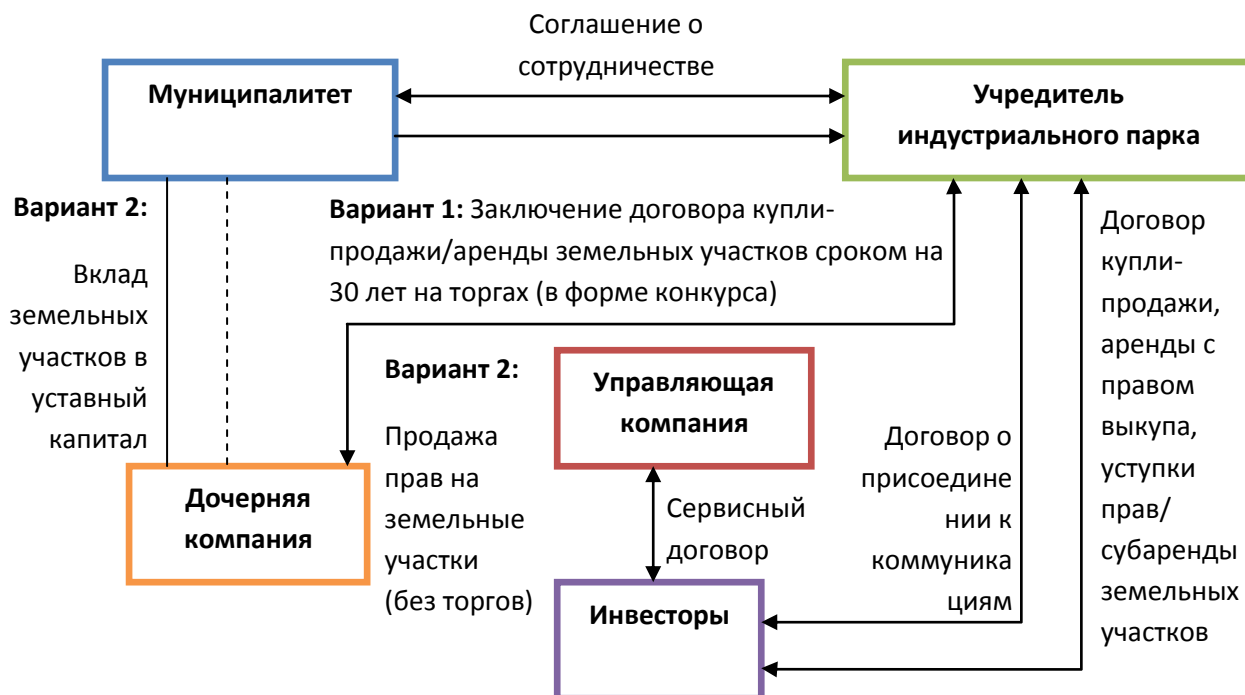 Соглашение о
сотрудничестве
Муниципалитет
Учредитель
индустриального парка
Вариант 2:
Вклад
земельных
участков в
уставный
капитал
Вариант 1: Заключение договора купли-
продажи/аренды земельных участков сроком на
30 лет на торгах (в форме конкурса)
Договор
купли-
продажи,
аренды с
правом
выкупа,
уступки
прав/
субаренды
земельных
участков
Вариант 2:
Продажа
прав на
земельные
участки
(без торгов)
Управляющая
компания
Договор о
присоедине
нии к
коммуника
циям
Дочерняя
компания
Сервисный
договор
Инвесторы